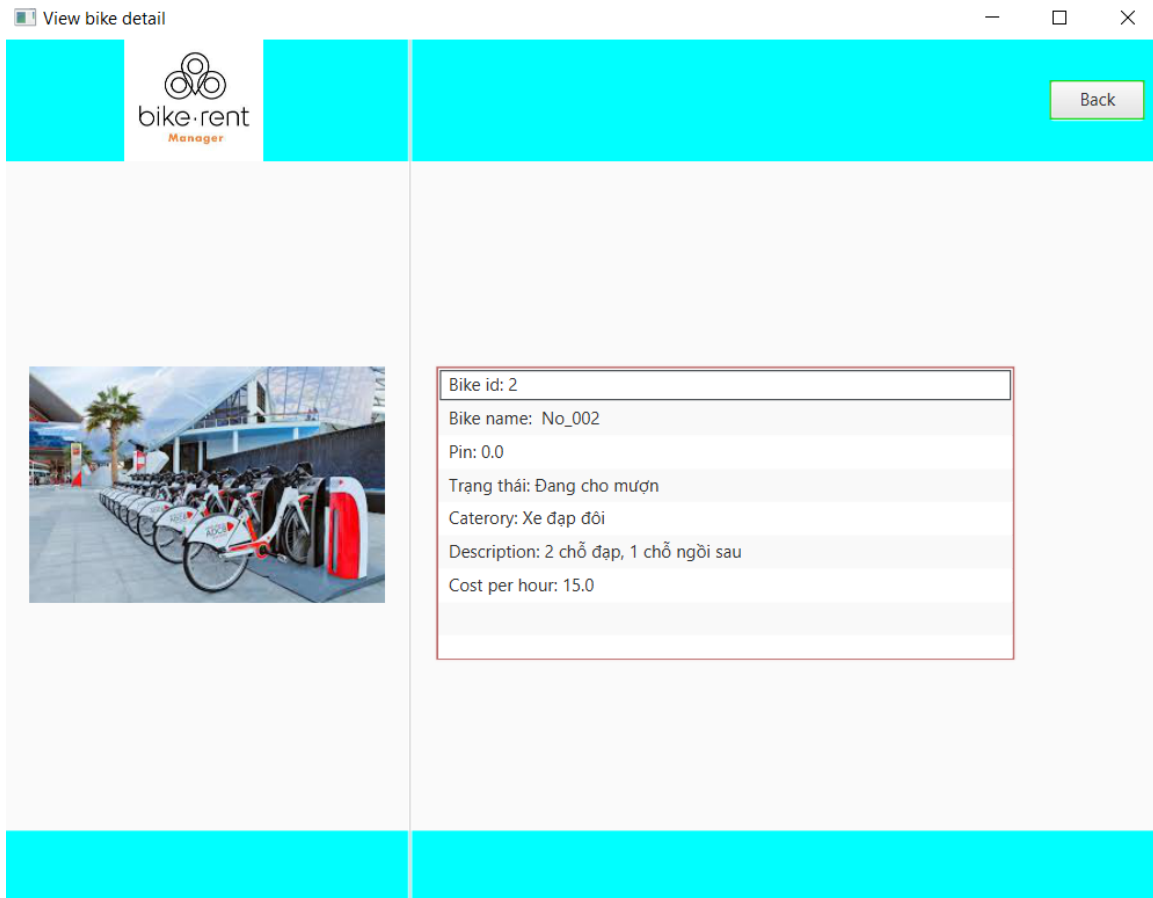 View bike detail
bike·rent
Manager
Back
Bike id: 2
Bike name:  No_002
Pin: 0.0
Trạng thái: Đang cho mượn
Caterory: Xe đạp đôi
Description: 2 chỗ đạp, 1 chỗ ngồi sau
Cost per hour: 15.0